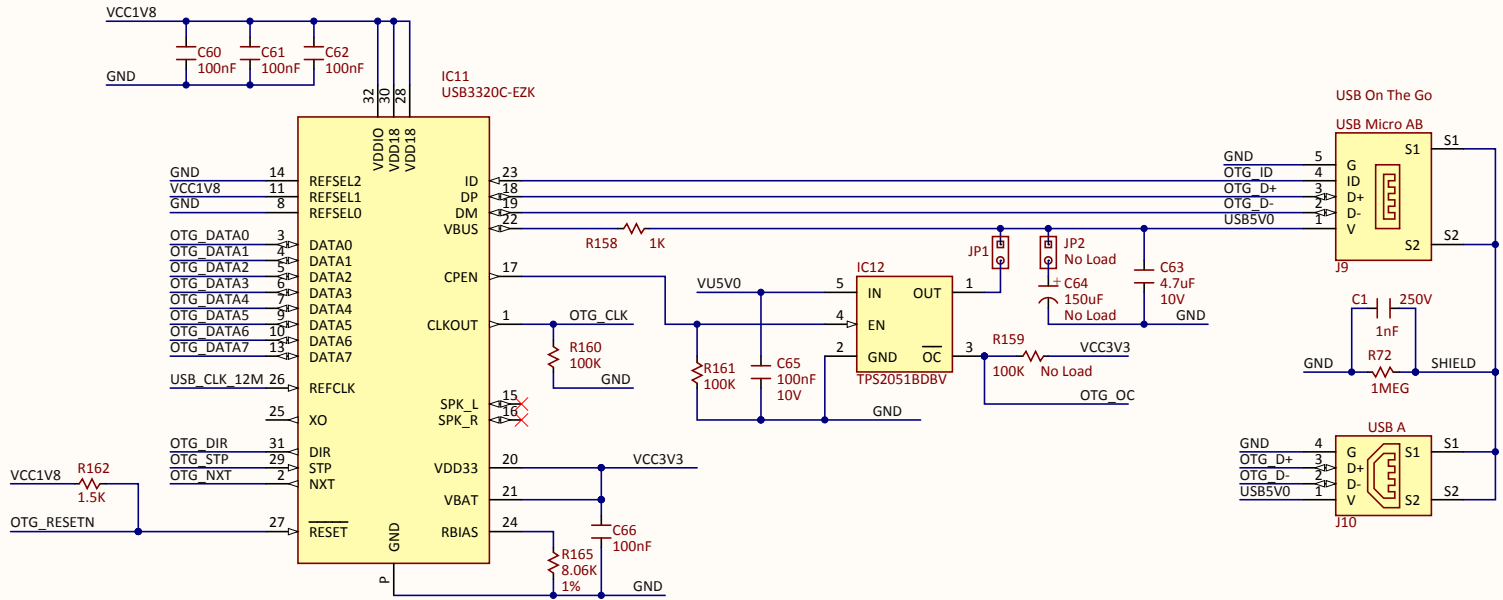 VCC1V8
C60
100nF
C61
100nF
C62
100nF
GND
IC11
USB3320C-EZK
32
30
28
VDDIO
VDD18
VDD18
GND 14 REFSEL2
VCC1V8 11 REFSEL1
GND 8 REFSEL0
OTG_DATA0 3 DATA0
OTG_DATA1 4 DATA1
OTG_DATA2 5 DATA2
OTG_DATA3 6 DATA3
OTG_DATA4 7 DATA4
OTG_DATA5 9 DATA5
OTG_DATA6 10 DATA6
OTG_DATA7 13 DATA7
USB_CLK_12M 26 REFCLK
25 XO
OTG_DIR 31 DIR
OTG_STP 29 STP
OTG_NXT 2 NXT
VCC1V8
R162
1.5K
OTG_RESETN 27 RESET
GND
P
ID 23
DP 18
DM 19
VBUS 22
R158 1K
CPEN 17
CLKOUT 1 OTG_CLK
R160
100K
GND
SPK_L 15
SPK_R 16
VDD33 20 VCC3V3
VBAT 21
RBIAS 24
C66
100nF
R165
8.06K
1%
GND
R161
100K
VU5V0
C65
100nF
10V
IC12
5 IN OUT 1
4 EN
2 GND OC 3
TPS2051BDBV
GND
JP1
JP2
No Load
+
C64
150uF
No Load
C63
4.7uF
10V
GND
R159
100K No Load
VCC3V3
OTG_OC
USB On The Go
USB Micro AB
GND 5 G
OTG_ID 4 ID
OTG_D+ 3 D+
OTG_D- 2 D-
USB5V0 1 V
S1 S1
S2 S2
J9
C1 250V
1nF
GND R72 SHIELD
1MEG
USB A
GND 4 G
OTG_D+ 3 D+
OTG_D- 2 D-
USB5V0 1 V
S1 S1
S2 S2
J10